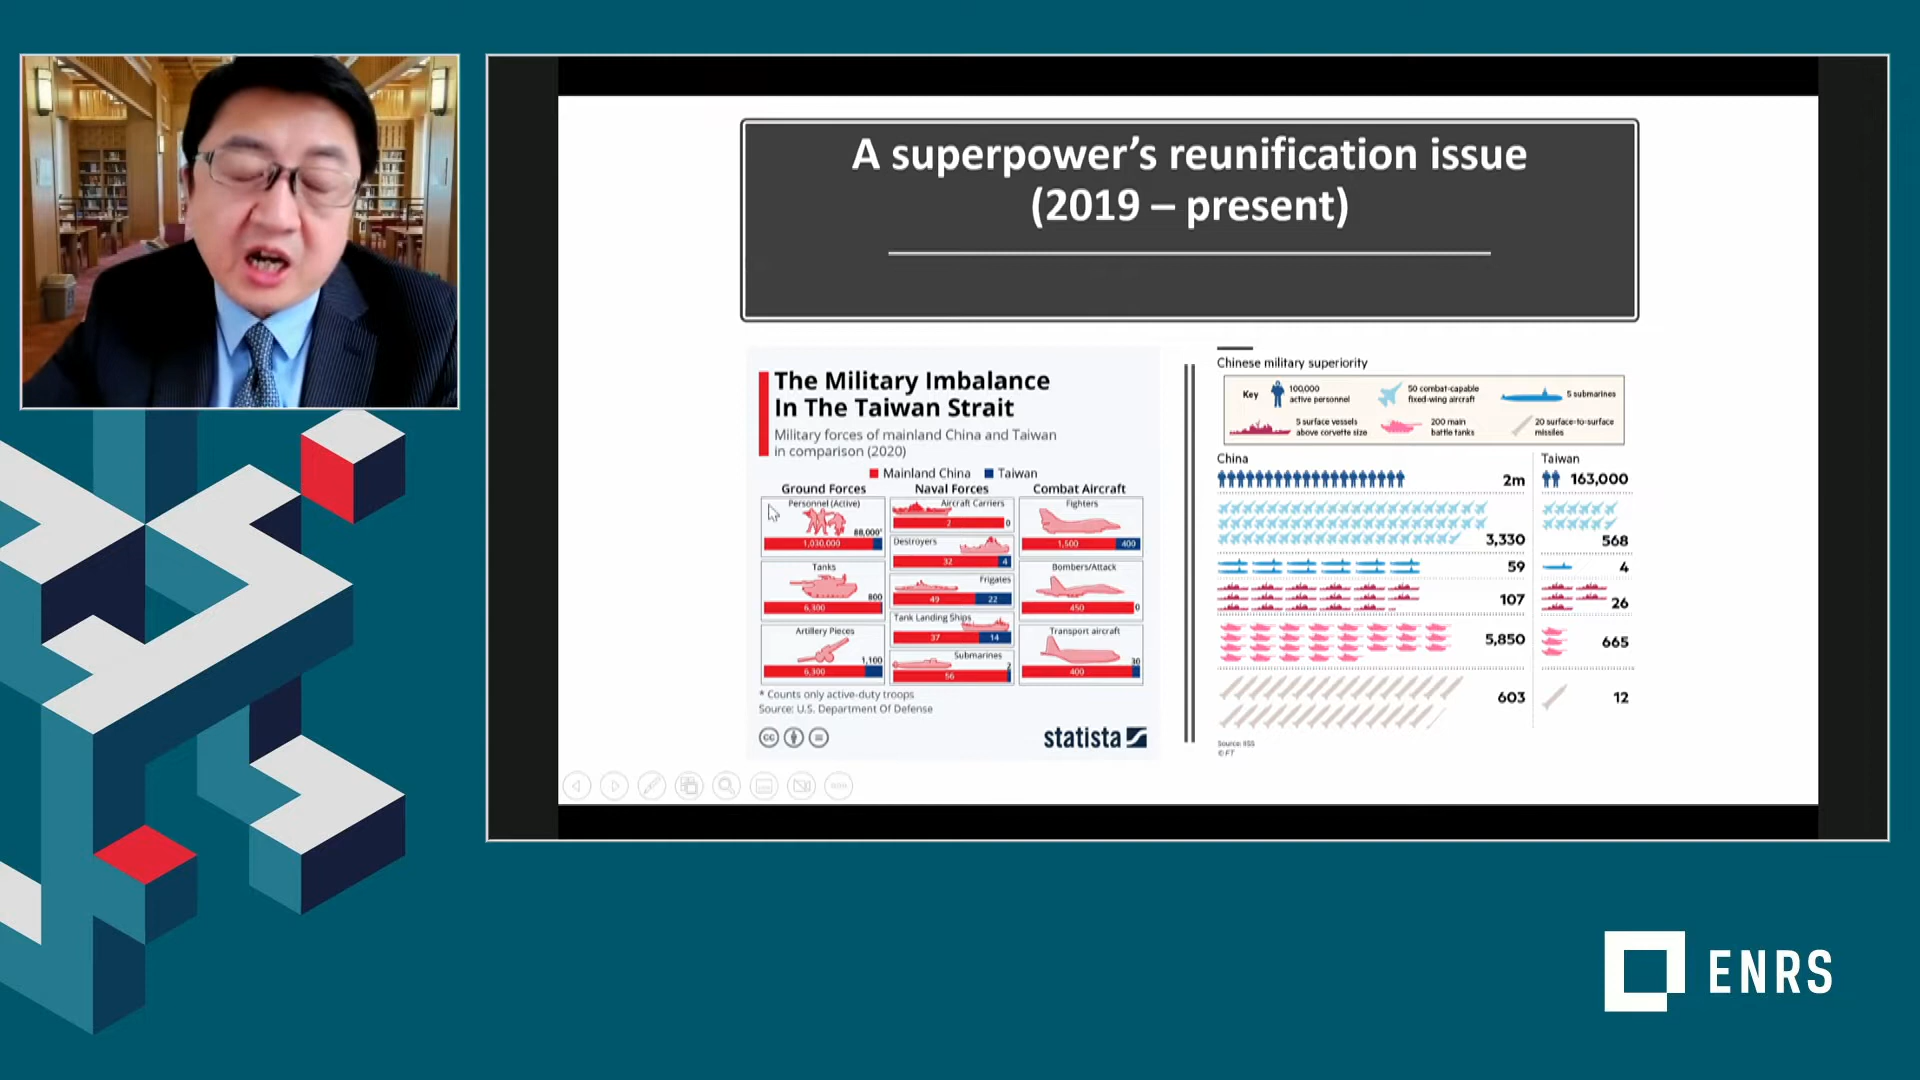 A superpower's reunification issue
(2019 – present)
The Military Imbalance
In The Taiwan Strait
Military forces of mainland China and Taiwan
in comparison (2020)
Mainland China
Taiwan
Ground Forces
Naval Forces
Combat Aircraft
Personnel (Active)
88,000*
1,030,000
Tanks
800
6,300
Artillery Pieces
1,100
6,300
Aircraft Carriers
2
0
Destroyers
32
4
Frigates
49
22
Tank Landing Ships
37
14
Submarines
2
56
Fighters
1,500
400
Bombers/Attack
450
0
Transport aircraft
30
400
* Counts only active-duty troops
Source: U.S. Department Of Defense
cc
statista
Chinese military superiority
Key
100,000
active personnel
50 combat-capable
fixed-wing aircraft
5 submarines
5 surface vessels
above corvette size
200 main
battle tanks
20 surface-to-surface
missiles
China
Taiwan
2m
163,000
3,330
568
59
4
107
26
5,850
665
603
12
Source: IISS
© FT
ENRS